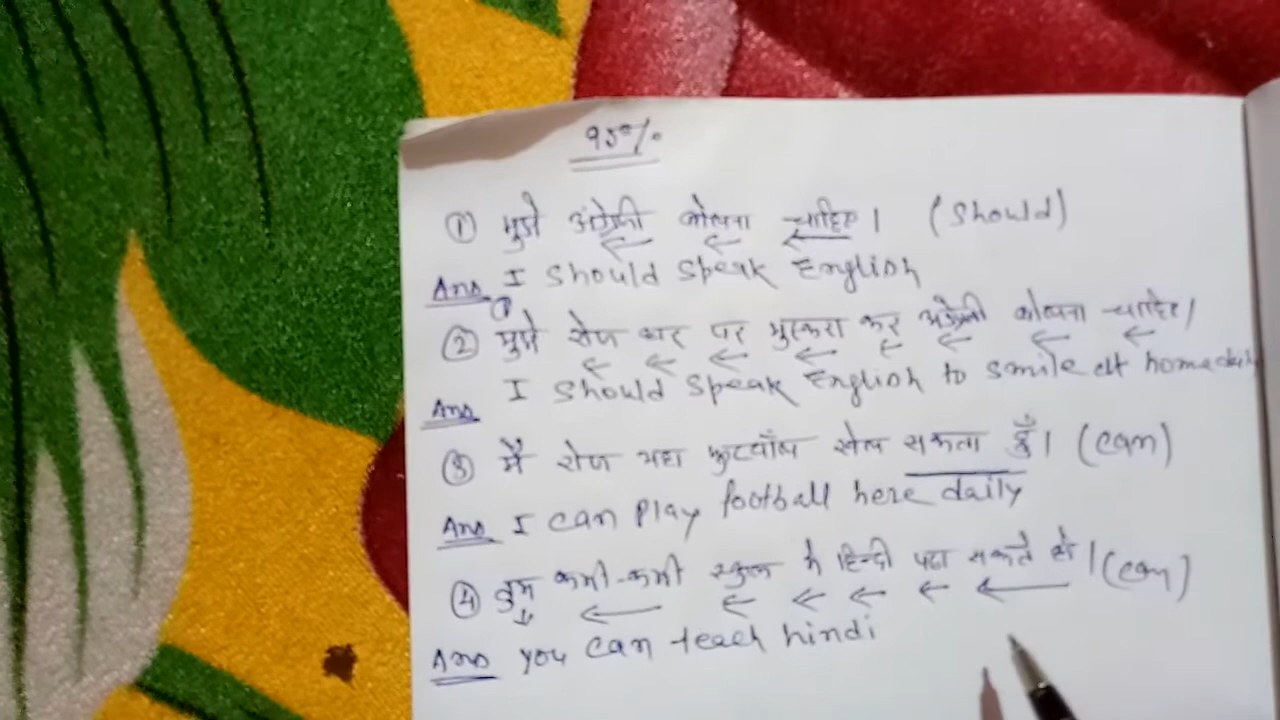 95%
① मुझे अंग्रेजी बोलना चाहिए। (Should)
Ans I should speak English
② मुझे रोज घर पर मुस्करा कर अंग्रेजी बोलना चाहिए।
Ans I should speak English to smile at home daily
③ मैं रोज यहा फुटबॉल खेल सकता हूँ। (can)
Ans I can play football here daily
④ तुम कभी-कभी स्कूल मे हिन्दी पढा सकते हो। (can)
Ans you can teach hindi